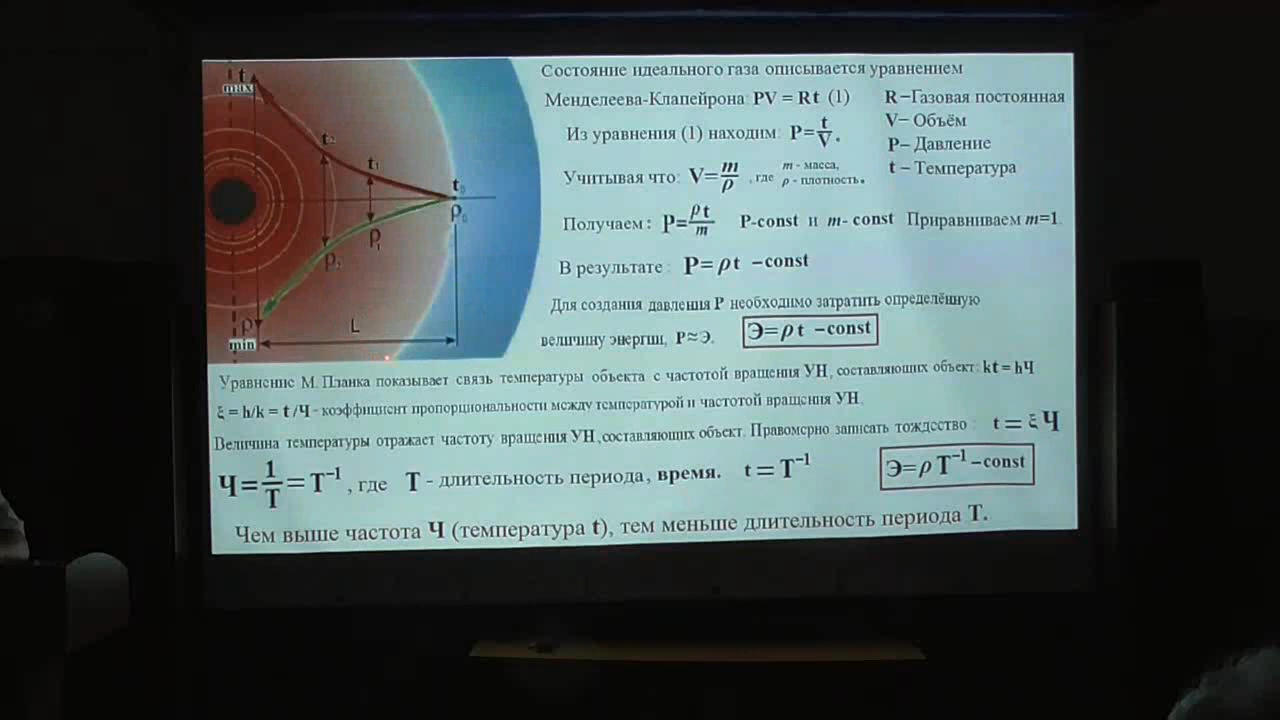 t
max
t₂
t₁
t₀
ρ₀
ρ₁
ρ₂
ρ
min
L
Состояние идеального газа описывается уравнением
Менделеева-Клапейрона: PV = Rt (1)
R–Газовая постоянная
V– Объём
P– Давление
t – Температура
Из уравнения (1) находим: P=t/V.
Учитывая что: V=m/ρ, где m - масса, ρ - плотность.
Получаем: P=ρt/m P-const и m- const Приравниваем m=1.
В результате: P= ρt -const
Для создания давления P необходимо затратить определённую
величину энергии, P≈Э. Э=ρt -const
Уравнение М. Планка показывает связь температуры объекта с частотой вращения УН, составляющих объект: kt = hЧ
ξ = h/k = t /Ч - коэффициент пропорциональности между температурой и частотой вращения УН.
Величина температуры отражает частоту вращения УН, составляющих объект. Правомерно записать тождество: t = ξ Ч
Ч=1/T=T⁻¹, где T - длительность периода, время. t = T⁻¹ Э=ρT⁻¹-const
Чем выше частота Ч (температура t), тем меньше длительность периода T.